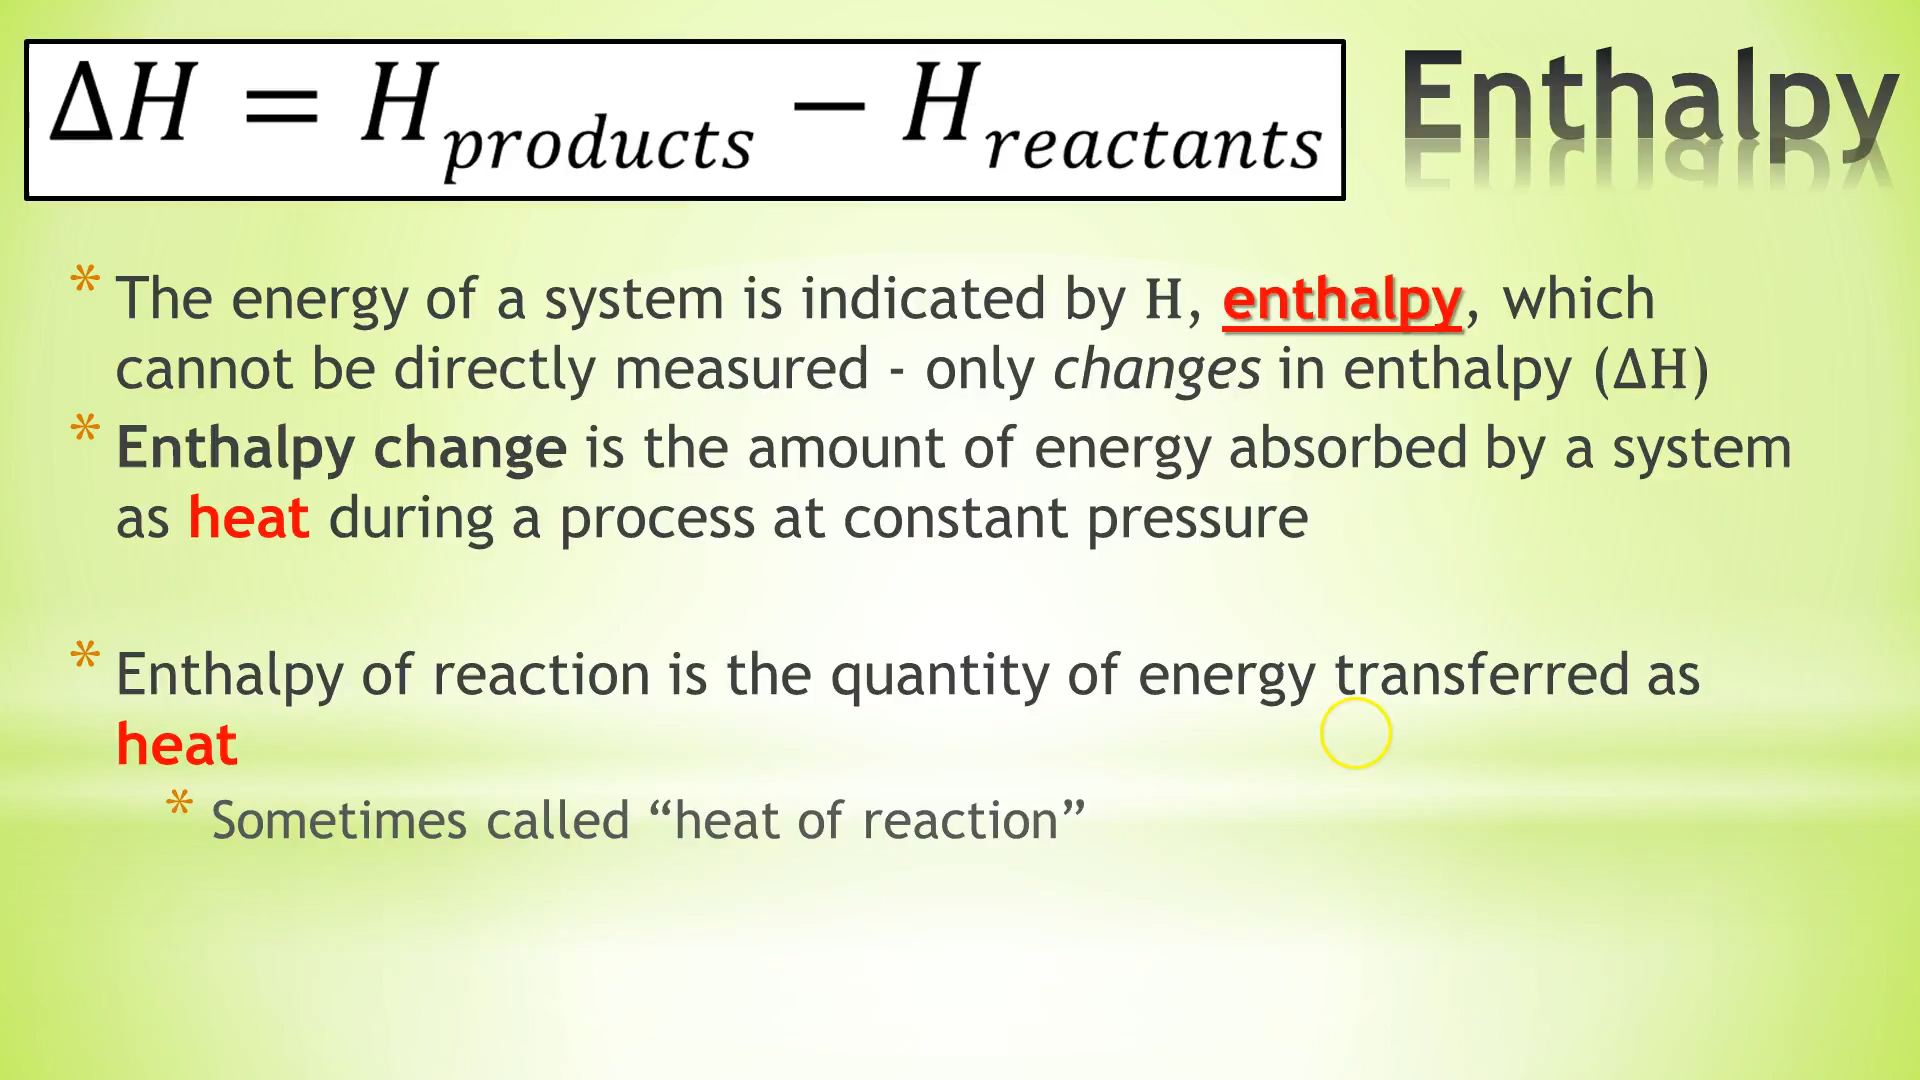 ΔH = H_products − H_reactants
Enthalpy
* The energy of a system is indicated by H, enthalpy, which
cannot be directly measured - only changes in enthalpy (ΔH)
* Enthalpy change is the amount of energy absorbed by a system
as heat during a process at constant pressure
* Enthalpy of reaction is the quantity of energy transferred as
heat
* Sometimes called “heat of reaction”